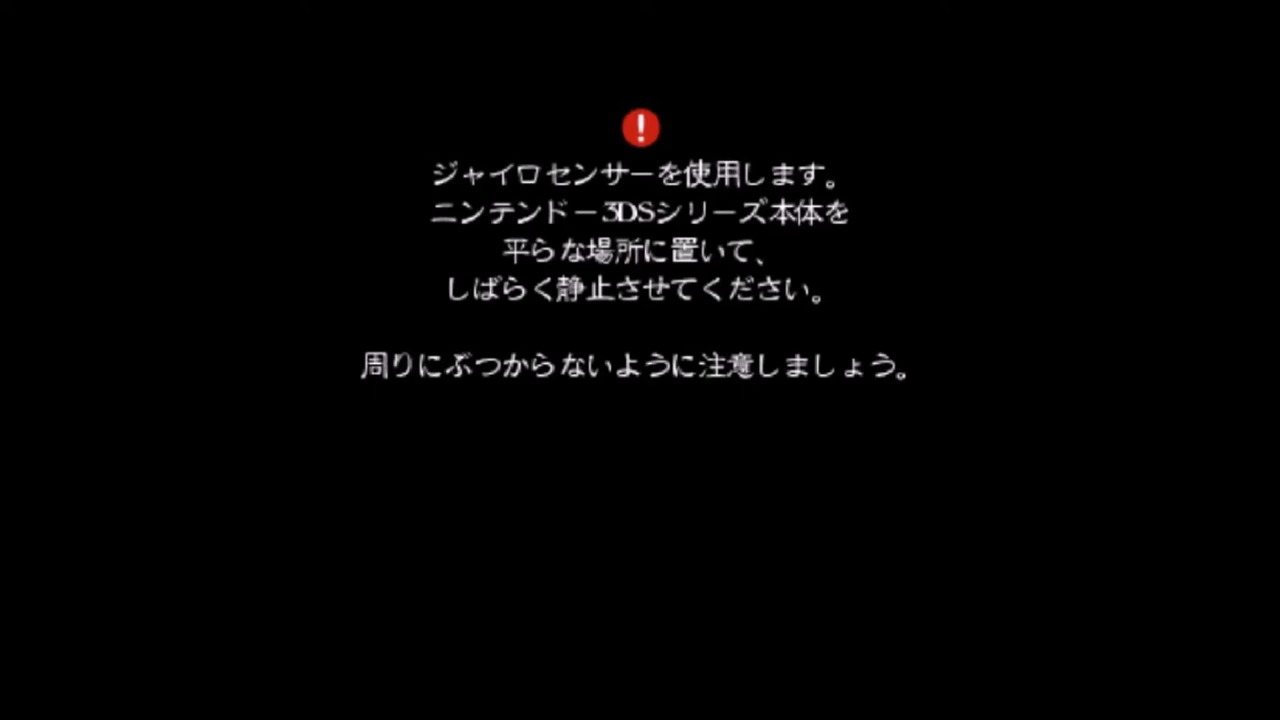 ジャイロセンサーを使用します。
ニンテンドー3DSシリーズ本体を
平らな場所に置いて、
しばらく静止させてください。
周りにぶつからないように注意しましょう。